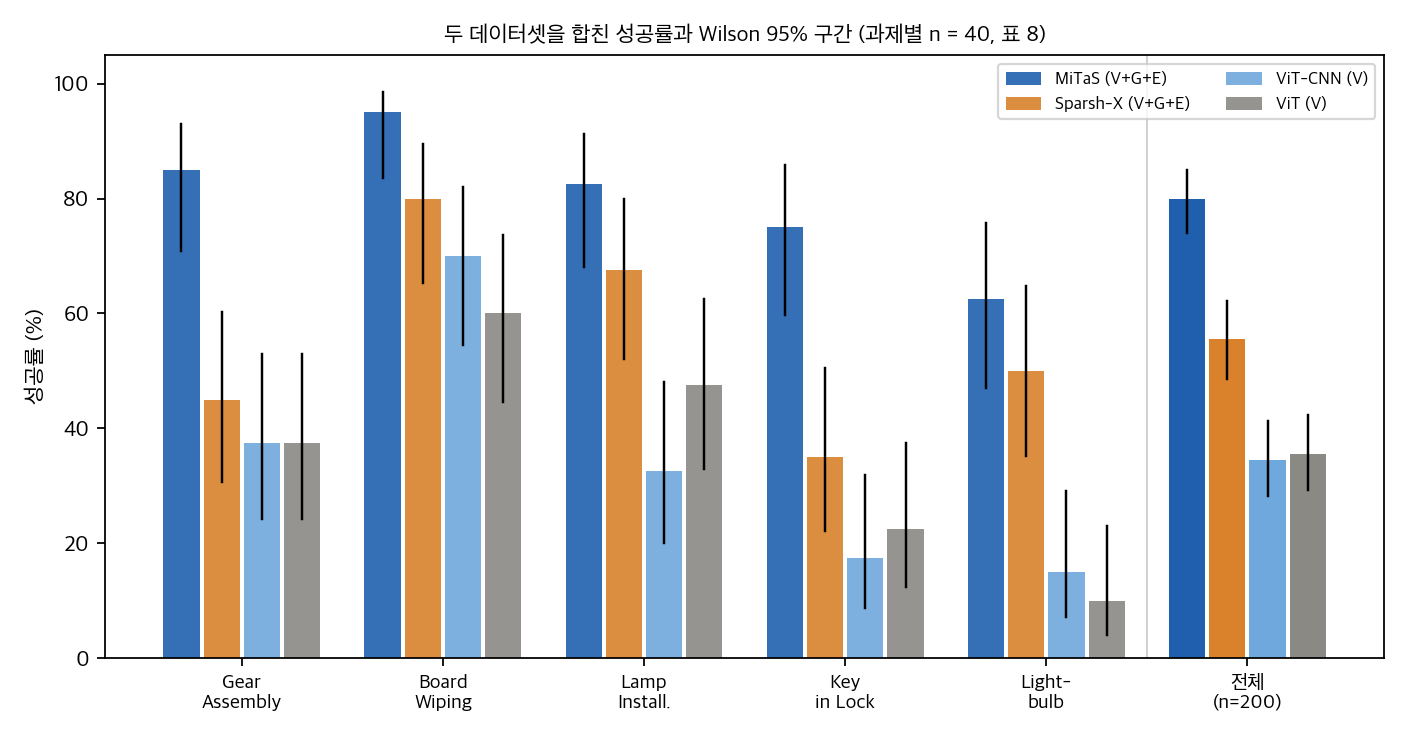 두 데이터셋을 합친 성공률과 Wilson 95% 구간 (과제별 n = 40, 표 8)
MiTaS (V+G+E)
Sparsh-X (V+G+E)
ViT-CNN (V)
ViT (V)
성공률 (%)
100
80
60
40
20
0
Gear
Assembly
Board
Wiping
Lamp
Install.
Key
in Lock
Light-
bulb
전체
(n=200)